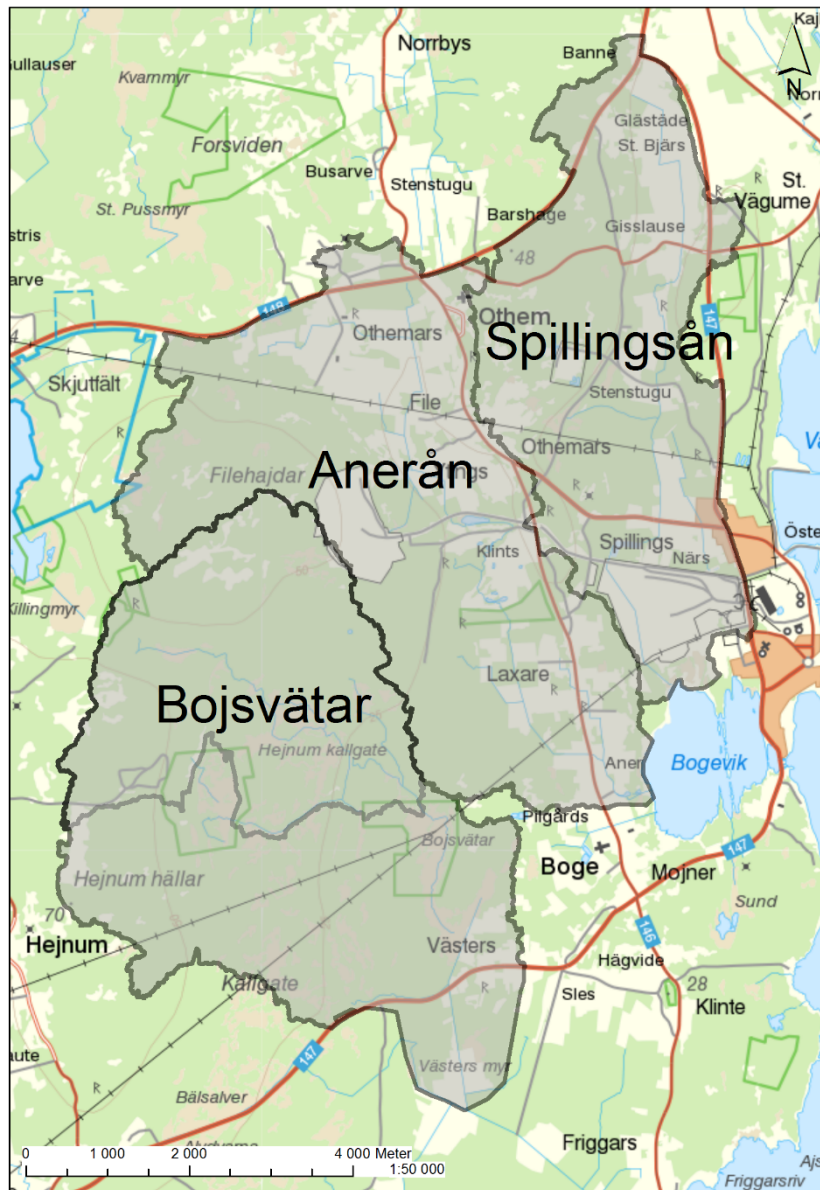 Kaj
Norrbys
Banne
Gullauser
Kvarnmyr
N
Nor
Glästäde
Forsviden
St. Bjärs
Busarve
Stenstugu
St.
Vägume
St. Pussmyr
Barshage
Gisslause
stris
48
arve
148
Othem
147
4
Othemars
Spillingsån
Skjutfält
Stenstugu
File
Othemars
Anerån
Filehajdar
Klints
Spillings
Öste
Närs
Killingmyr
Laxare
Bojsvätar
Hejnum kallgate
Bogevik
Aner
Pilgårds
Bojsvätar
147
Boge
Mojner
Hejnum hällar
Sund
70
Hejnum
Västers
146
Hägvide
Kallgate
28
Sles
Klinte
147
aute
Västers myr
Bälsalver
Friggars
0 1 000 2 000 4 000 Meter
1:50 000
Ajs
Friggarsriv